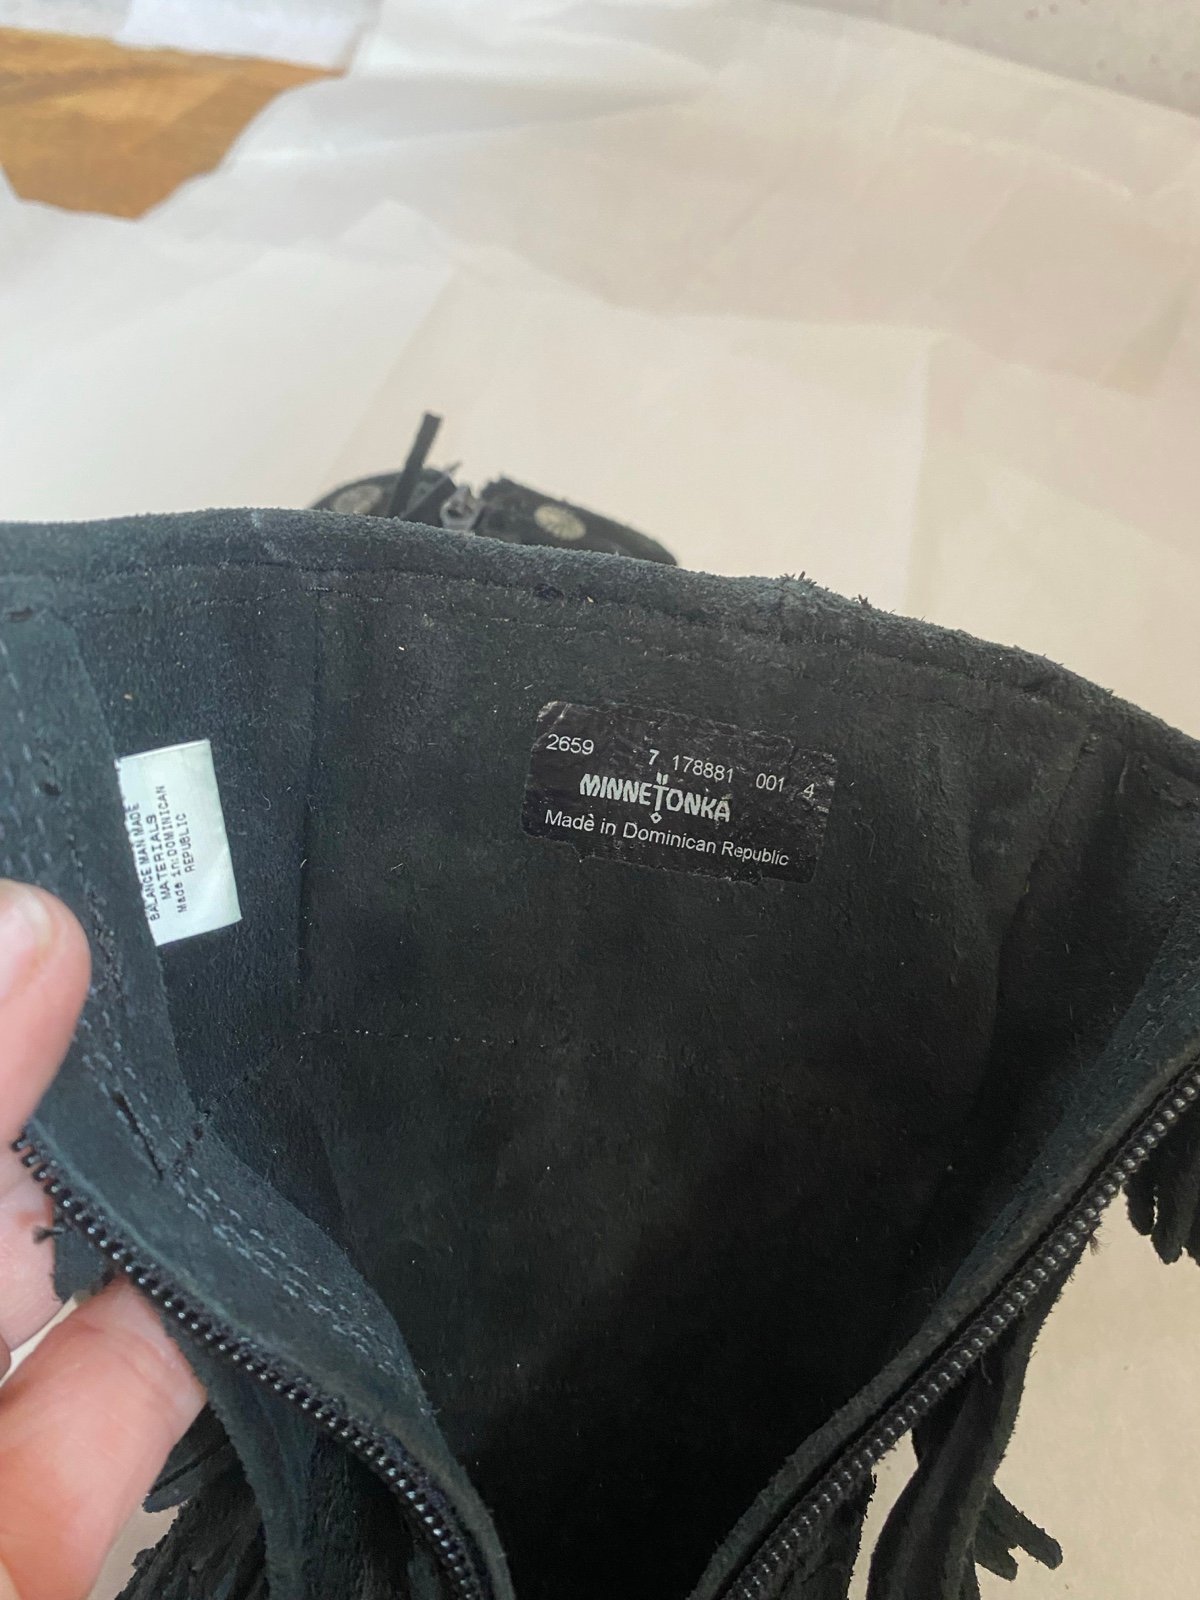 2659 7 178881 001 4
MINNETONKA
Made in Dominican Republic
BALANCE MAN MADE
MATERIALS
Made in:DOMINICAN
REPUBLIC